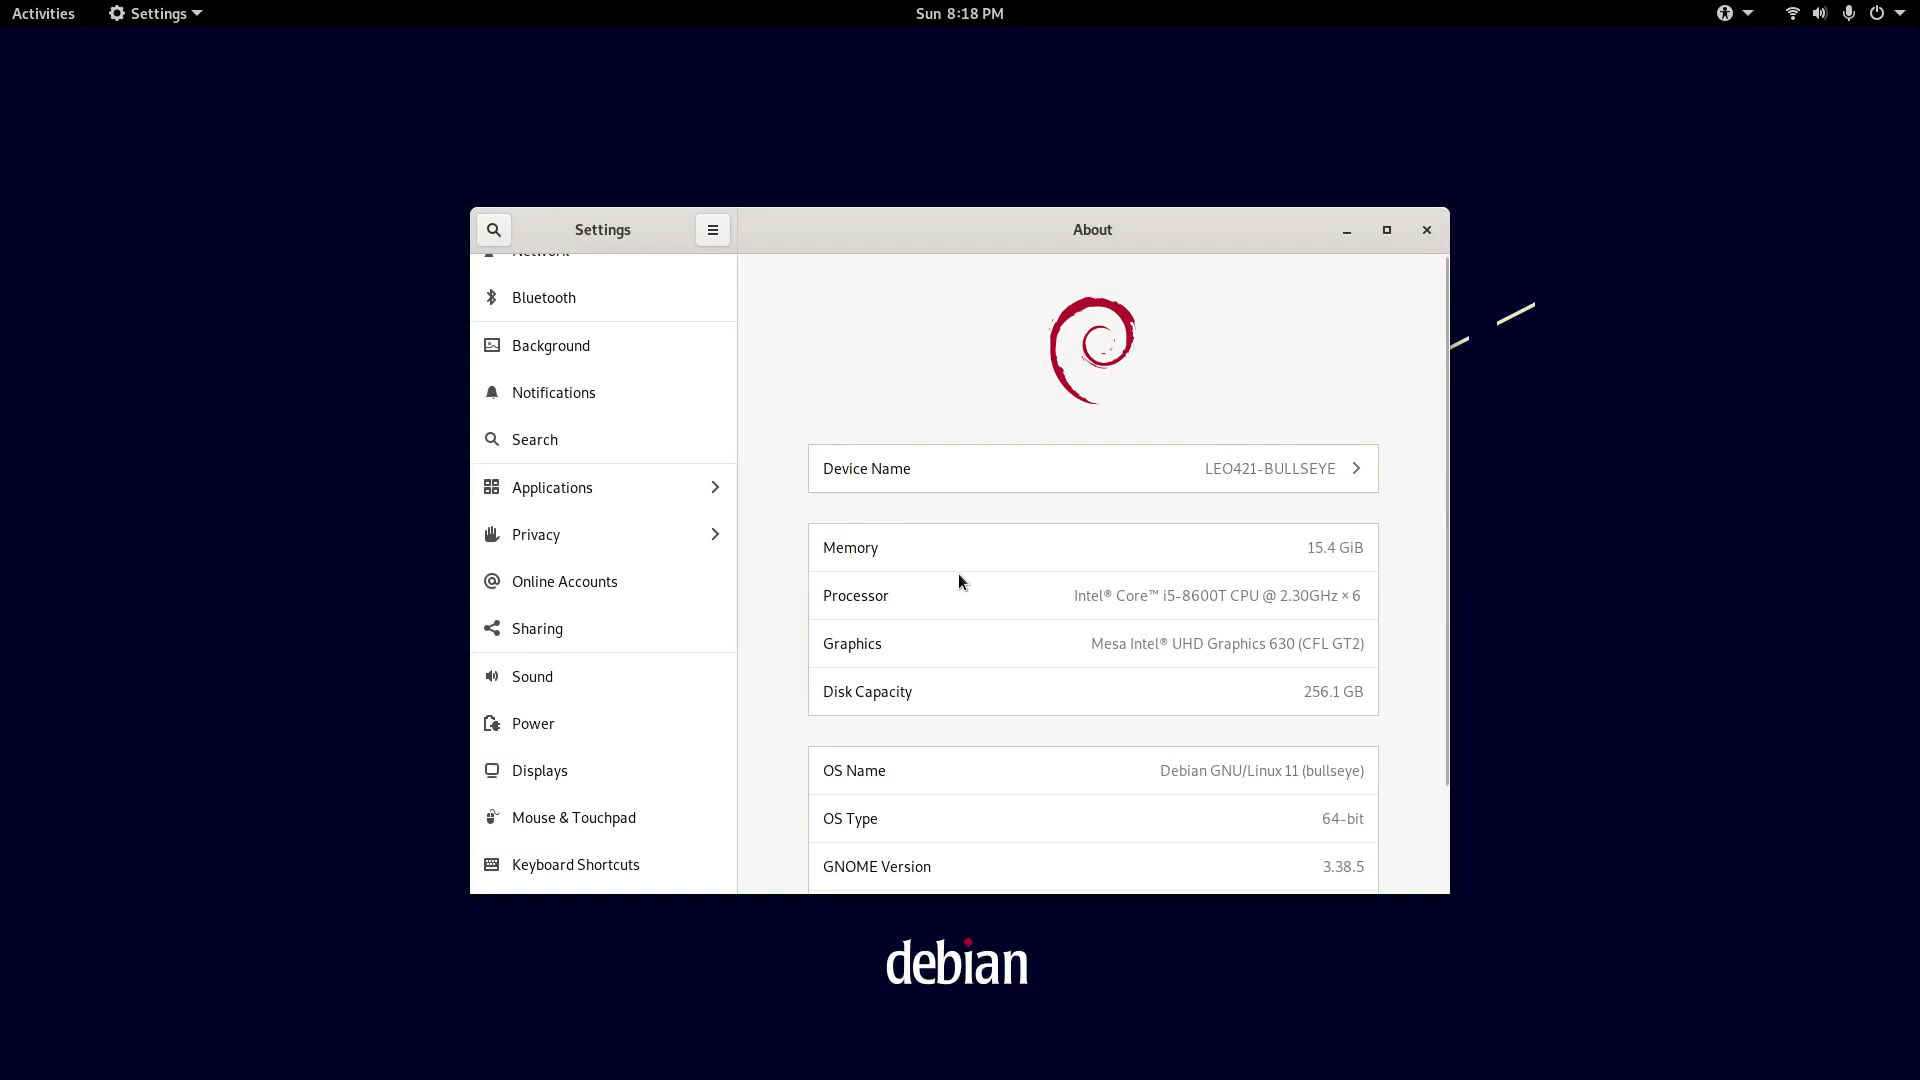 Activities
Settings
Sun 8:18 PM
Settings
About
Network
Bluetooth
Background
Notifications
Search
Applications
Privacy
Online Accounts
Sharing
Sound
Power
Displays
Mouse & Touchpad
Keyboard Shortcuts
Device Name LEO421-BULLSEYE
Memory 15.4 GiB
Processor Intel® Core™ i5-8600T CPU @ 2.30GHz × 6
Graphics Mesa Intel® UHD Graphics 630 (CFL GT2)
Disk Capacity 256.1 GB
OS Name Debian GNU/Linux 11 (bullseye)
OS Type 64-bit
GNOME Version 3.38.5
debian